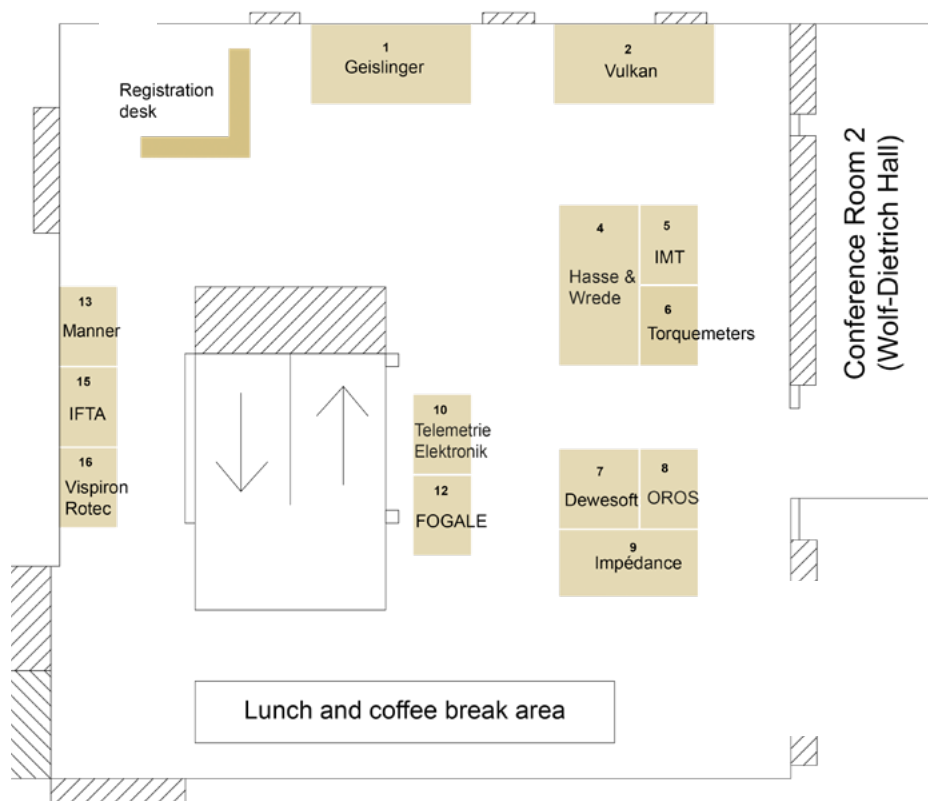 1
Geislinger
2
Vulkan
Registration
desk
4
Hasse &
Wrede
5
IMT
6
Torquemeters
Conference Room 2
(Wolf-Dietrich Hall)
13
Manner
15
IFTA
16
Vispiron
Rotec
10
Telemetrie
Elektronik
12
FOGALE
7
Dewesoft
8
OROS
9
Impédance
Lunch and coffee break area